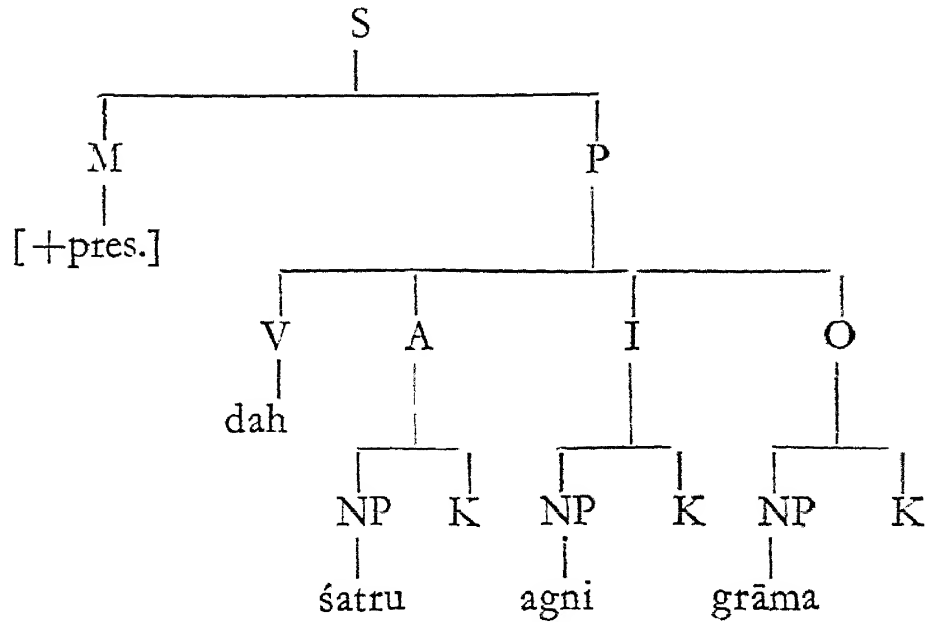 S
M P
[+pres.]
V A I O
dah
NP K NP K NP K
śatru agni grāma